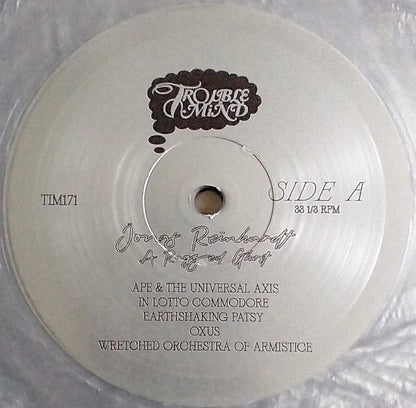 TROUBLE
MIND
TIM171
SIDE A
33 1/3 RPM
Jonas Reinhardt
A Ragged Ghost
APE & THE UNIVERSAL AXIS
IN LOTTO COMMODORE
EARTHSHAKING PATSY
OXUS
WRETCHED ORCHESTRA OF ARMISTICE